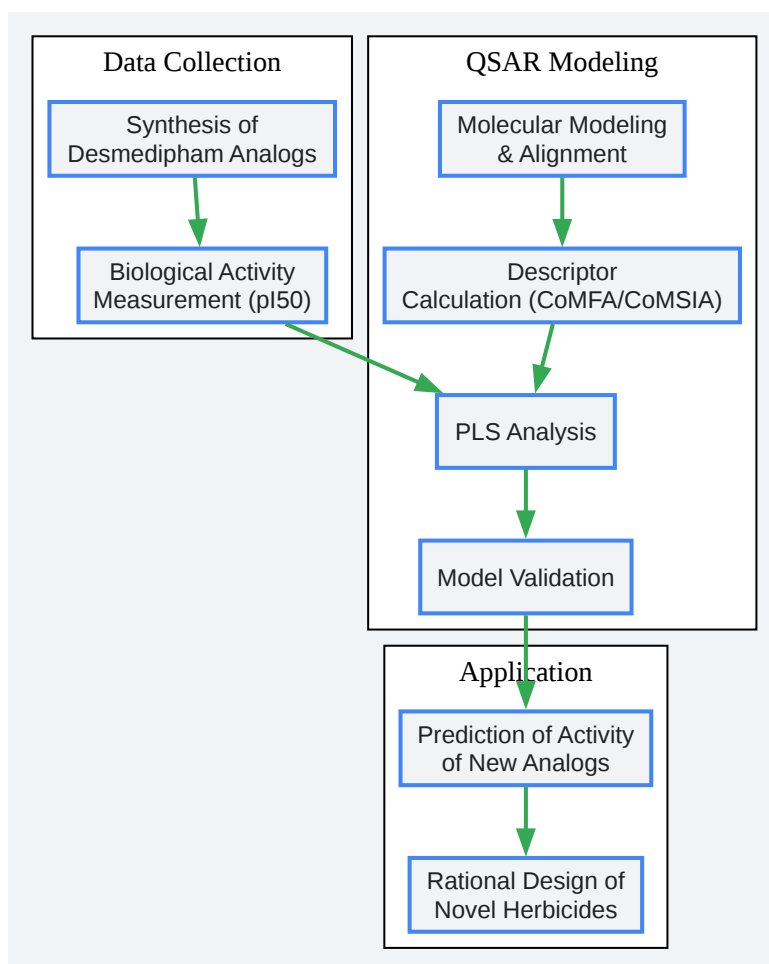 Data Collection
Synthesis of
Desmedipham Analogs
Biological Activity
Measurement (pI50)
QSAR Modeling
Molecular Modeling
& Alignment
Descriptor
Calculation (CoMFA/CoMSIA)
PLS Analysis
Model Validation
Application
Prediction of Activity
of New Analogs
Rational Design of
Novel Herbicides